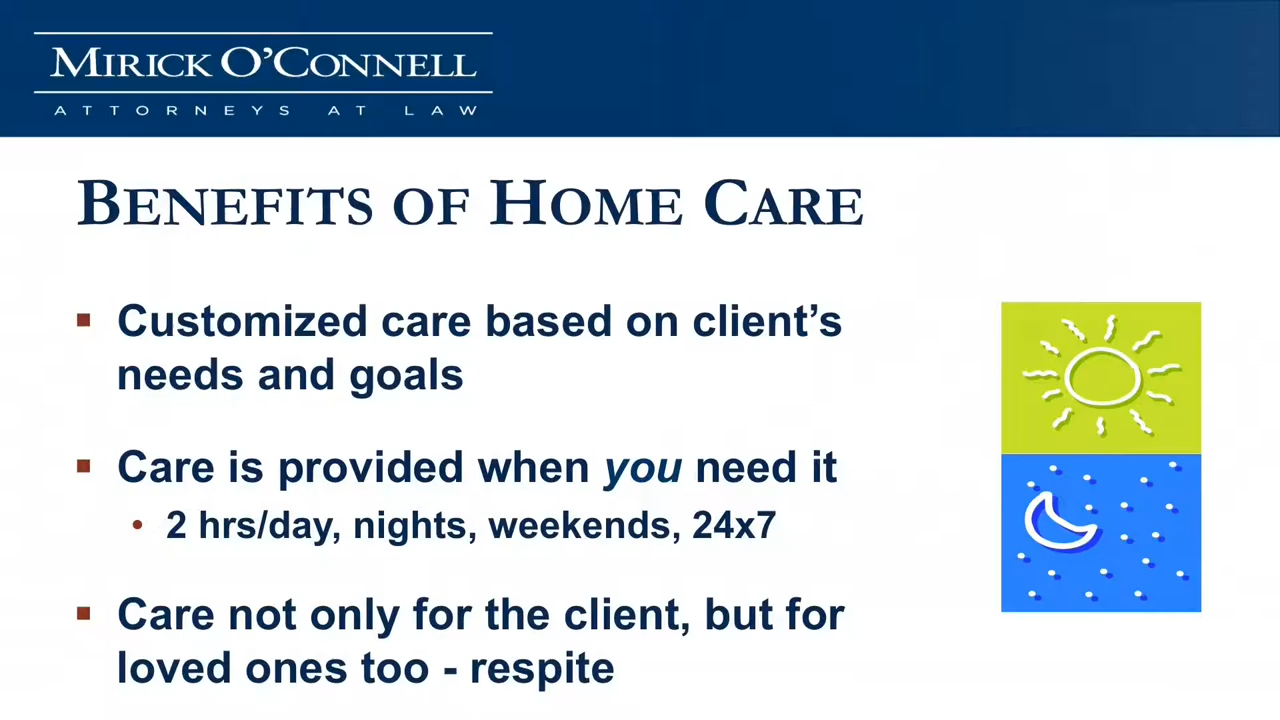 MIRICK O'CONNELL
ATTORNEYS AT LAW
BENEFITS OF HOME CARE
▪ Customized care based on client's
needs and goals
▪ Care is provided when you need it
• 2 hrs/day, nights, weekends, 24x7
▪ Care not only for the client, but for
loved ones too - respite